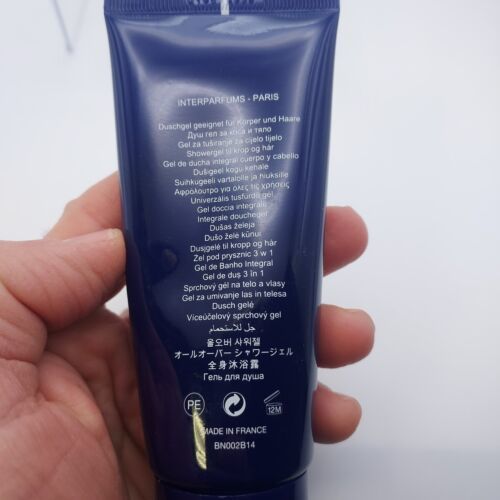 INTERPARFUMS - PARIS
Duschgel geeignet für Körper und Haare
Душ гел за коса и тяло
Gel za tuširanje za cijelo tijelo
Showergel til krop og hår
Gel de ducha integral cuerpo y cabello
Dušigeel kogu kehale
Suihkugeeli vartalolle ja hiuksille
Αφρόλουτρο για όλες τις χρήσεις
Univerzális tusfürdő gél
Gel doccia integrale
Integrale douchegel
Dušas želeja
Dušo želė kūnui
Dusjgelé til kropp og hår
Żel pod prysznic 3 w 1
Gel de Banho Integral
Gel de duş 3 în 1
Sprchový gél na telo a vlasy
Gel za umivanje las in telesa
Dusch gelé
Víceúčelový sprchový gel
جل للاستحمام
올오버 샤워젤
オールオーバー シャワージェル
全身沐浴露
Гель для душа
PE 12M
MADE IN FRANCE
BN002B14